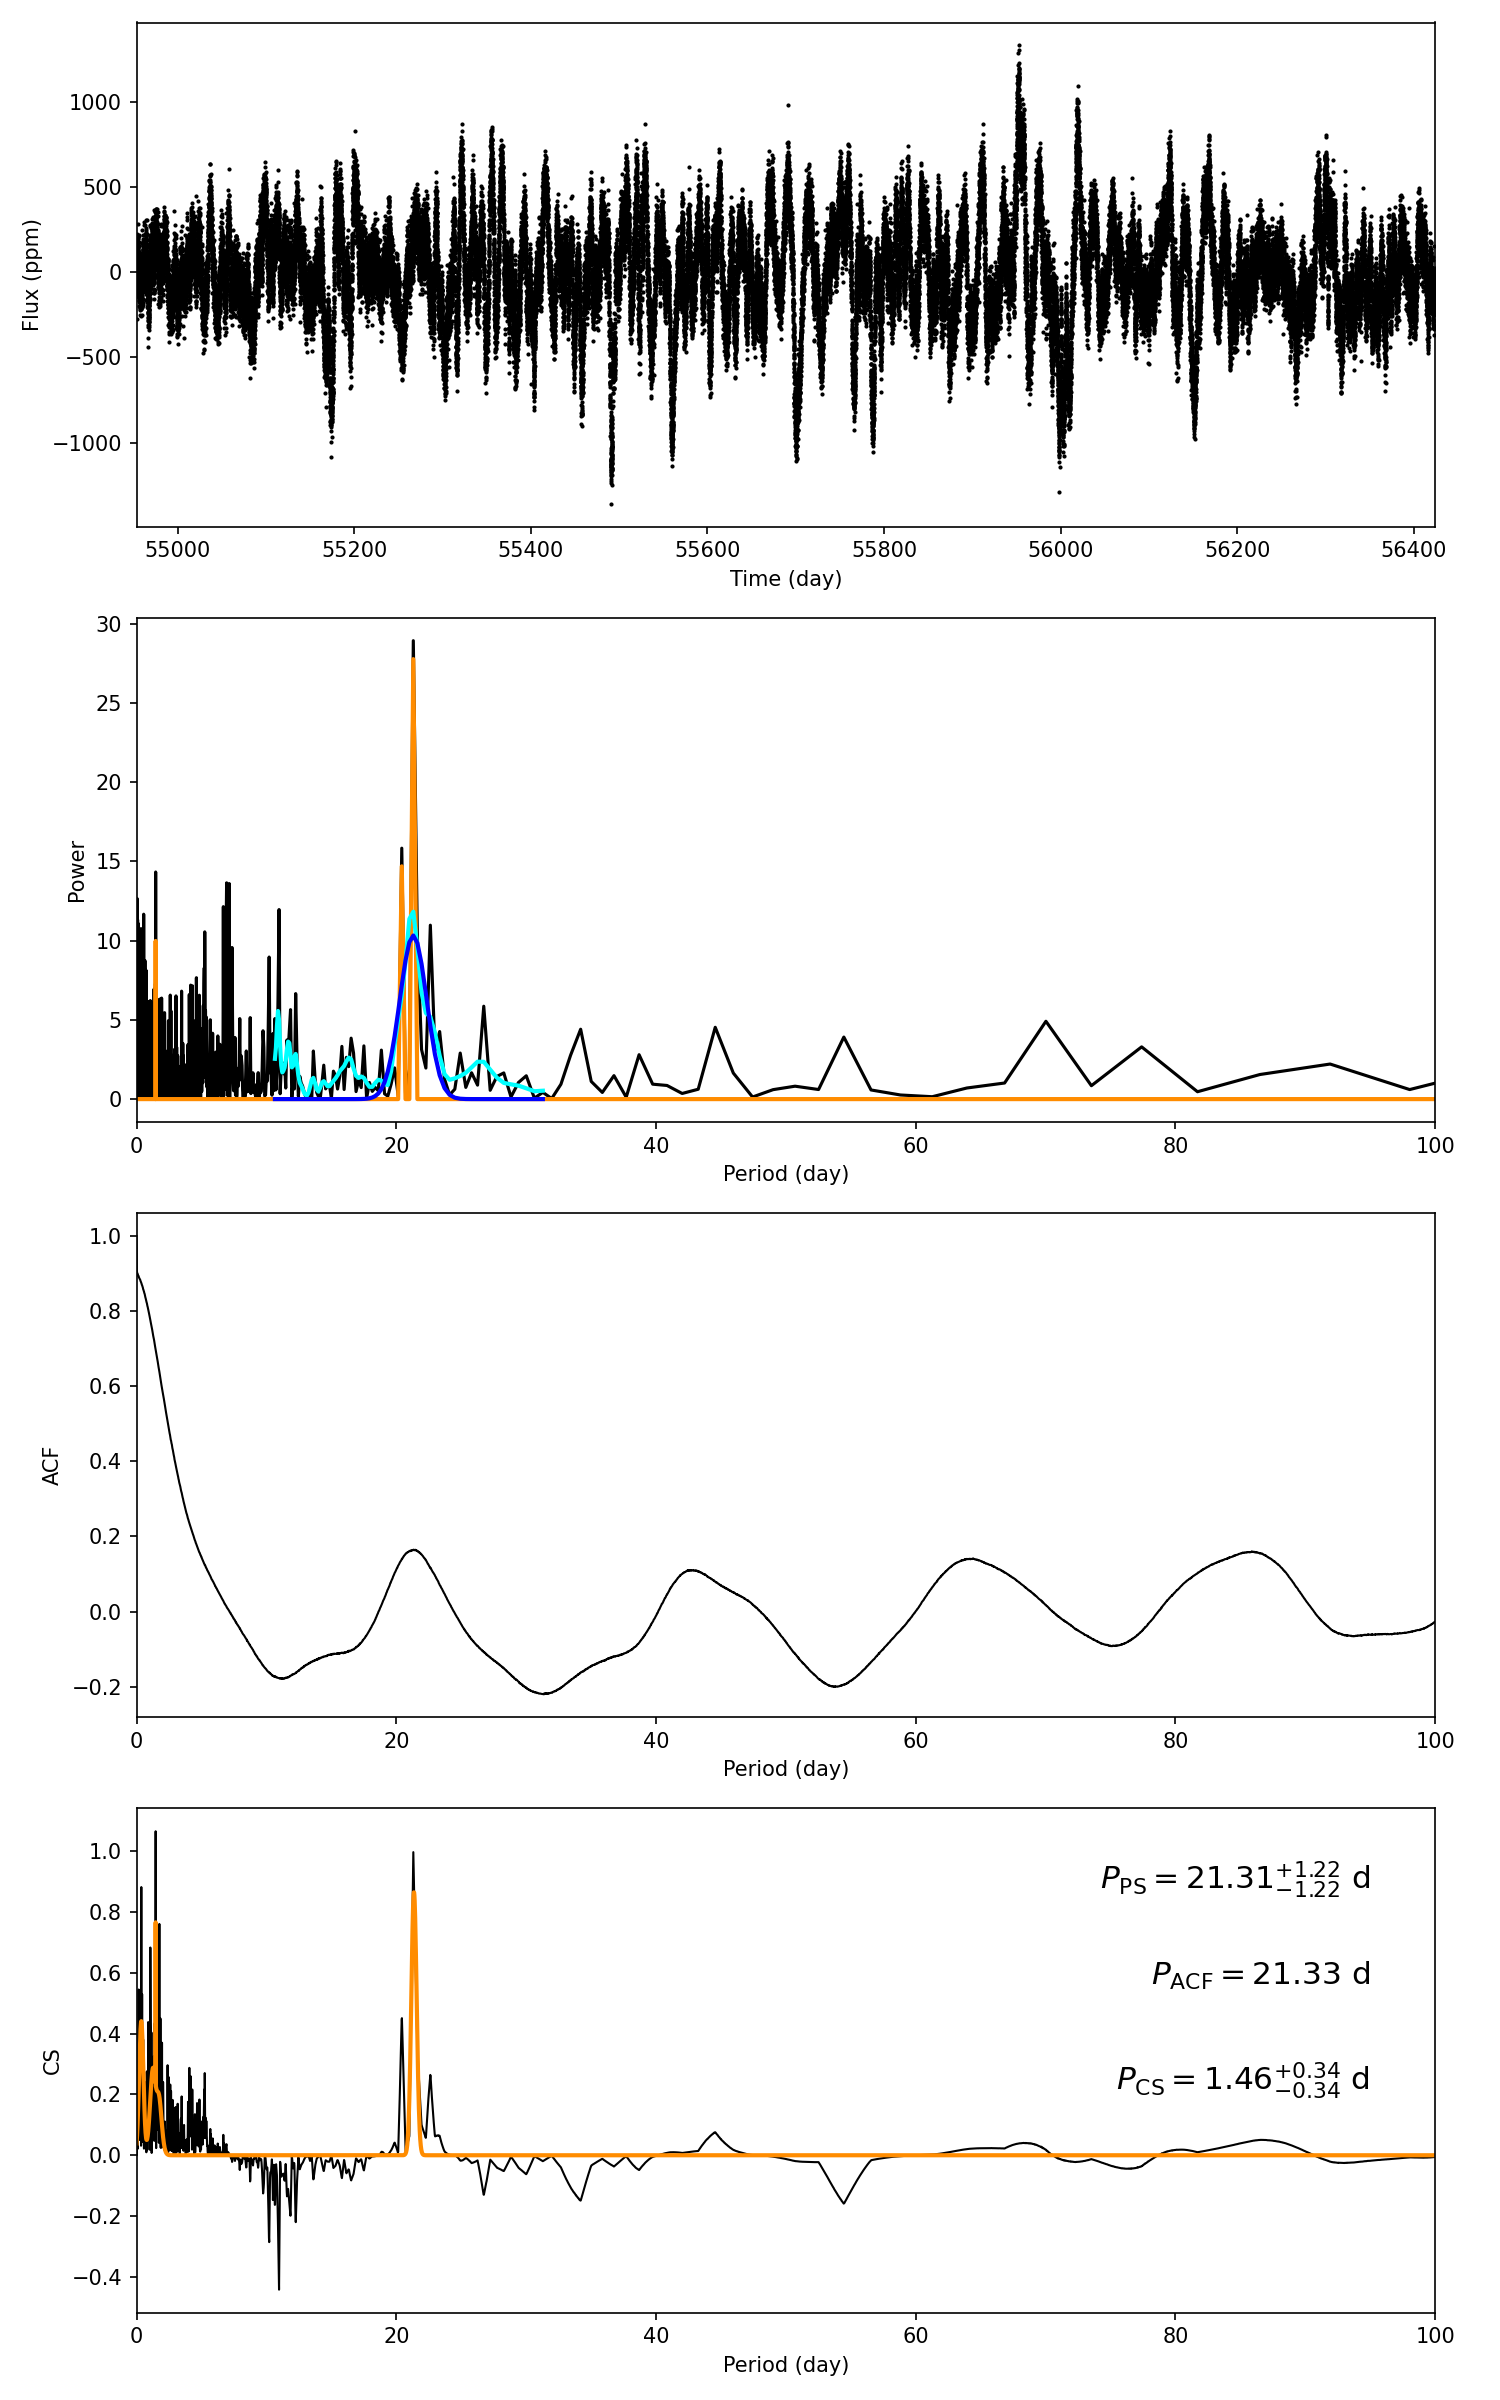 1000
500
0
−500
−1000
Flux (ppm)
55000 55200 55400 55600 55800 56000 56200 56400
Time (day)
30
25
20
15
10
5
0
Power
0 20 40 60 80 100
Period (day)
1.0
0.8
0.6
0.4
0.2
0.0
−0.2
ACF
0 20 40 60 80 100
Period (day)
1.0
0.8
0.6
0.4
0.2
0.0
−0.2
−0.4
CS
P_PS = 21.31 +1.22 −1.22 d
P_ACF = 21.33 d
P_CS = 1.46 +0.34 −0.34 d
0 20 40 60 80 100
Period (day)